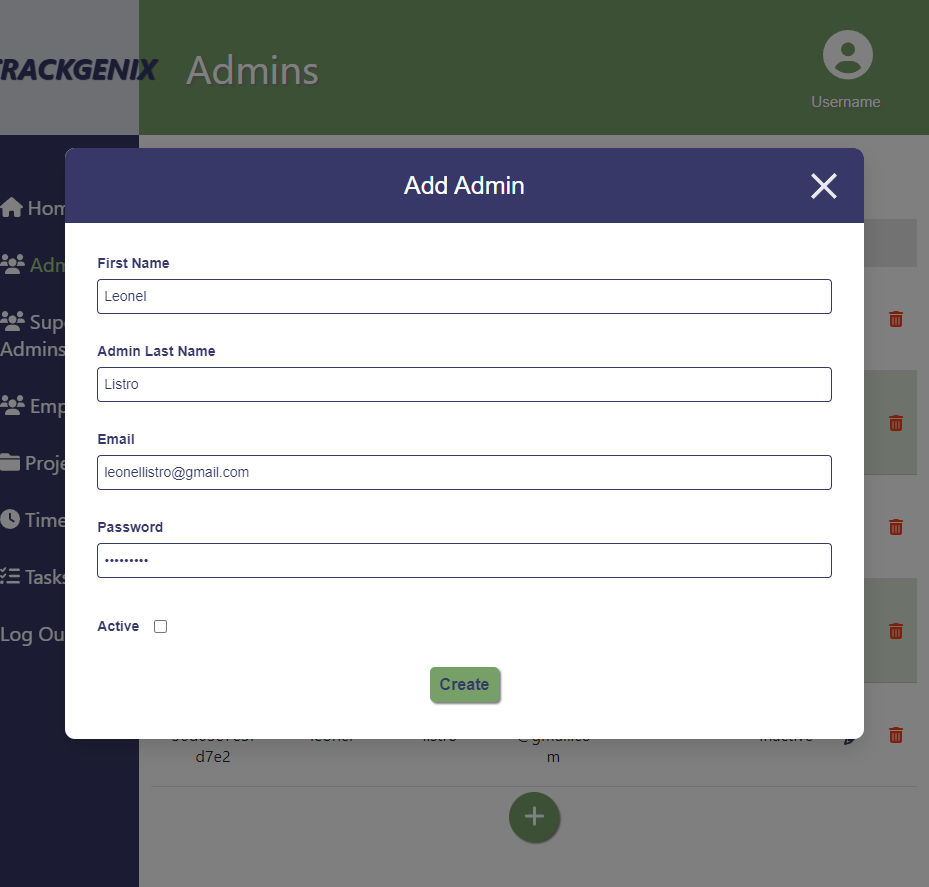 TRACKGENIX
Admins
Username
Add Admin
Hom
Adm
Sup
Admins
Emp
Proje
Time
Tasks
Log Ou
First Name
Leonel
Admin Last Name
Listro
Email
leonellistro@gmail.com
Password
•••••••••
Active
Create
d7e2
m